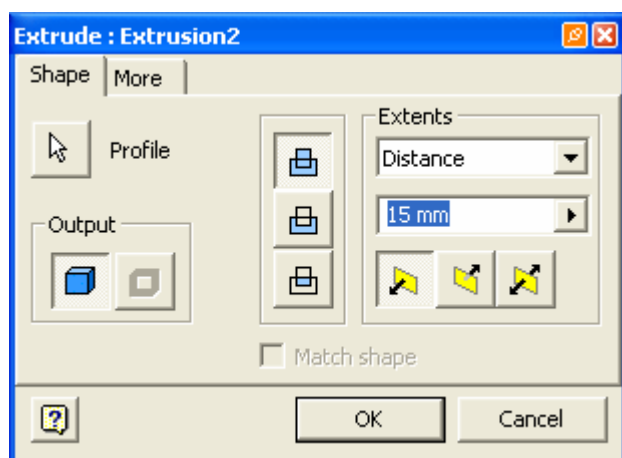 Extrude : Extrusion2
Shape
More
Profile
Extents
Distance
15 mm
Output
Match shape
?
OK
Cancel